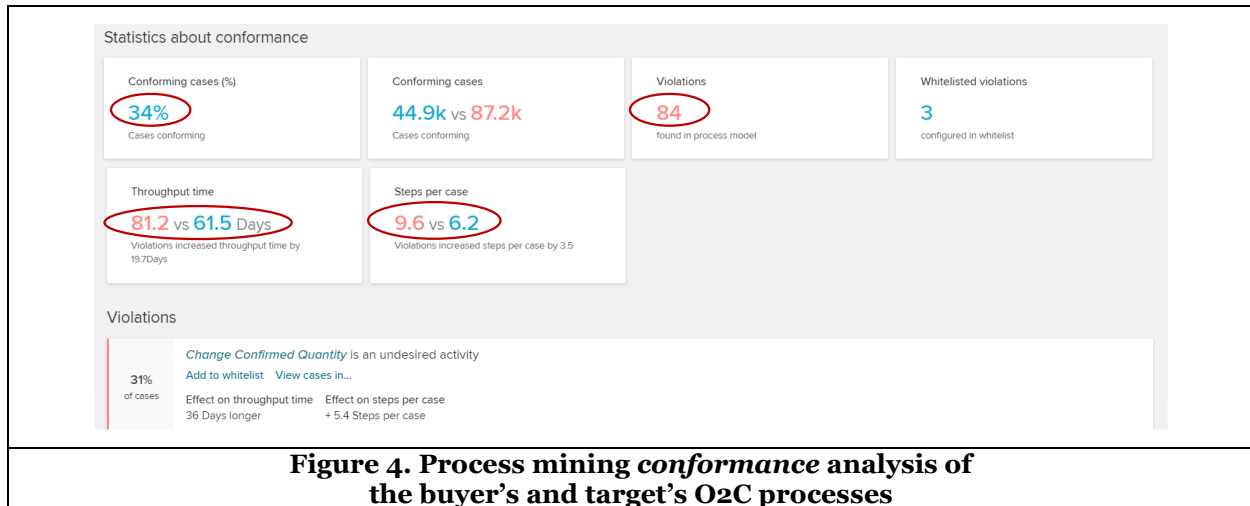 Statistics about conformance
Conforming cases (%)
34%
Cases conforming
Conforming cases
44.9k vs 87.2k
Cases conforming
Violations
84
found in process model
Whitelisted violations
3
configured in whitelist
Throughput time
81.2 vs 61.5 Days
Violations increased throughput time by
19.7Days
Steps per case
9.6 vs 6.2
Violations increased steps per case by 3.5
Violations
31%
of cases
Change Confirmed Quantity is an undesired activity
Add to whitelist View cases in...
Effect on throughput time Effect on steps per case
36 Days longer + 5.4 Steps per case
Figure 4. Process mining conformance analysis of
the buyer's and target's O2C processes